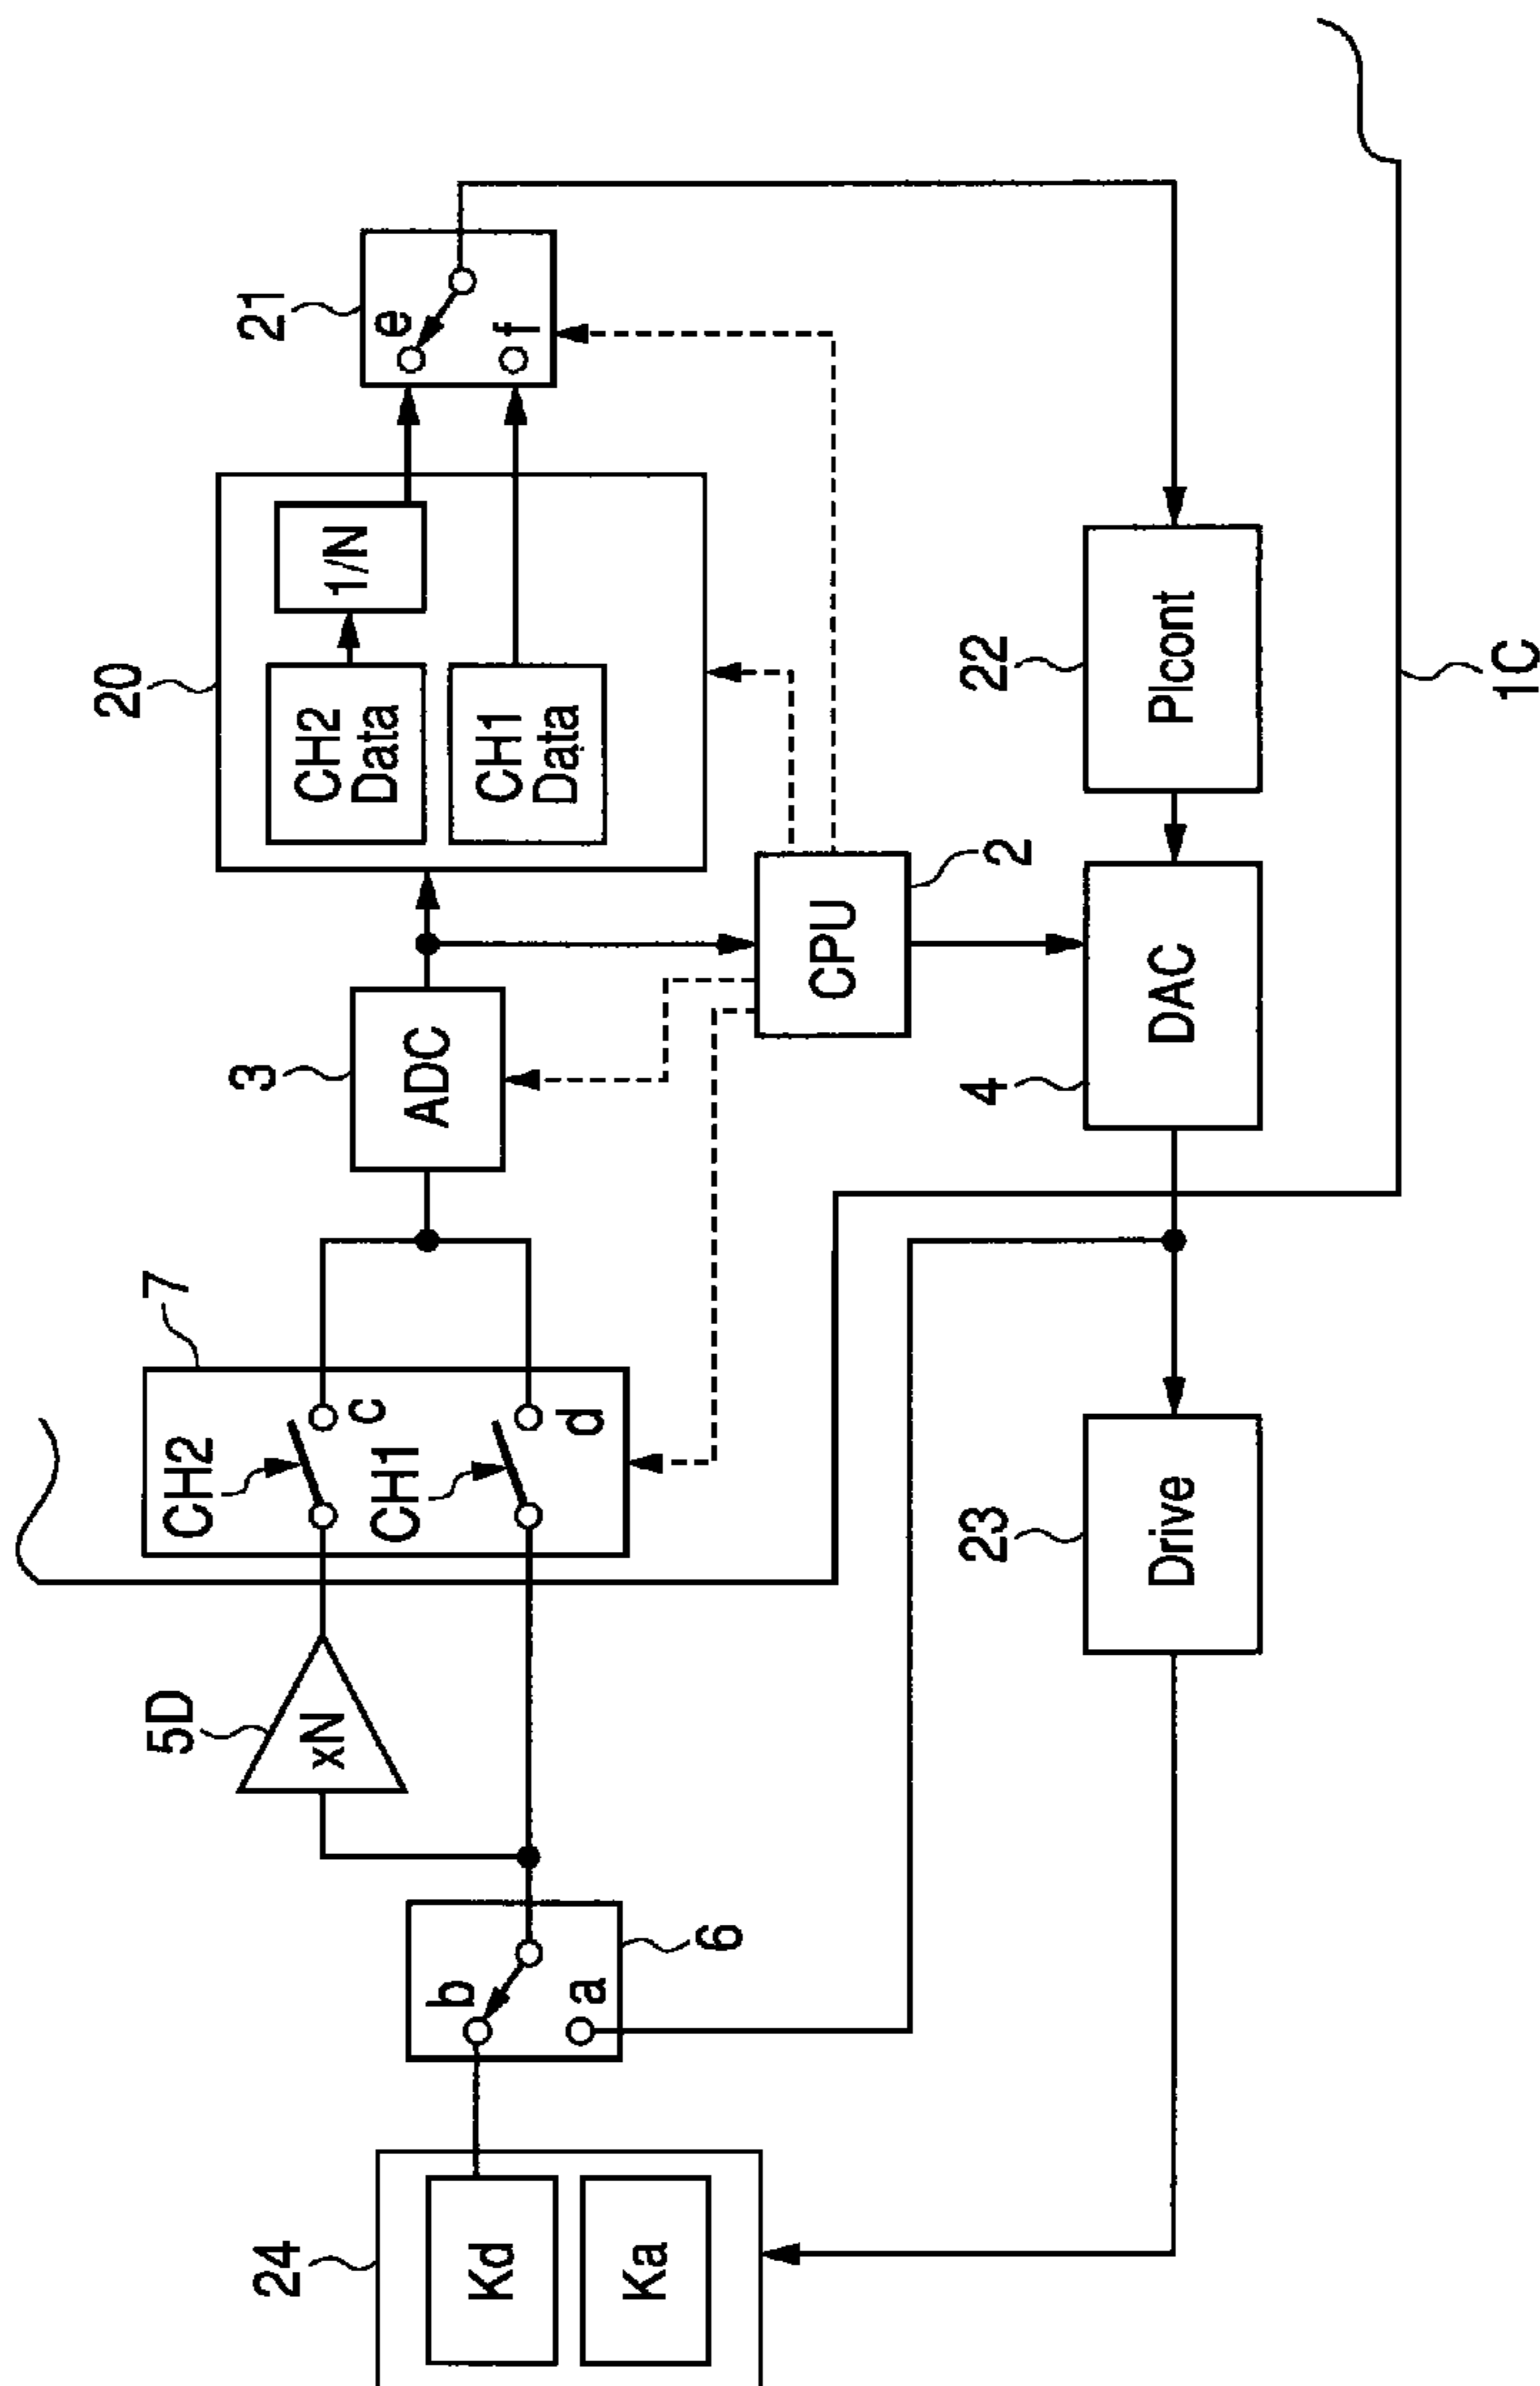 24
Kd
Ka
b
a
6
5D
xN
7
CH2
c
CH1
d
3
ADC
20
CH2
Data
1/N
CH1
Data
21
e
f
CPU
2
23
Drive
4
DAC
22
PIcont
1C